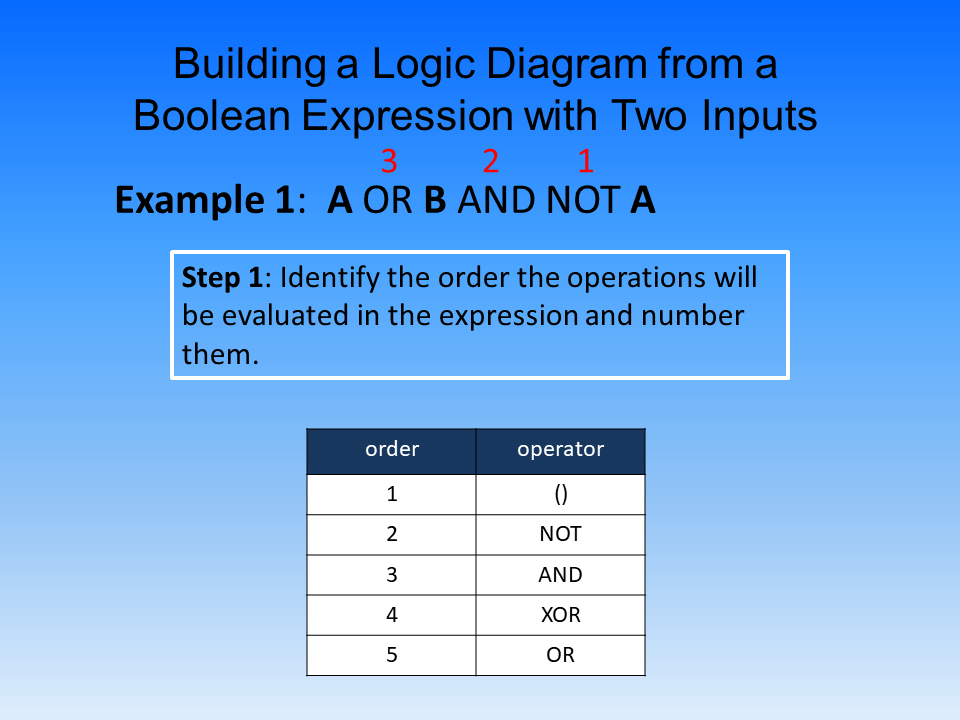 Building a Logic Diagram from a
Boolean Expression with Two Inputs
3 2 1
Example 1: A OR B AND NOT A
Step 1: Identify the order the operations will
be evaluated in the expression and number
them.
order operator
1 ()
2 NOT
3 AND
4 XOR
5 OR